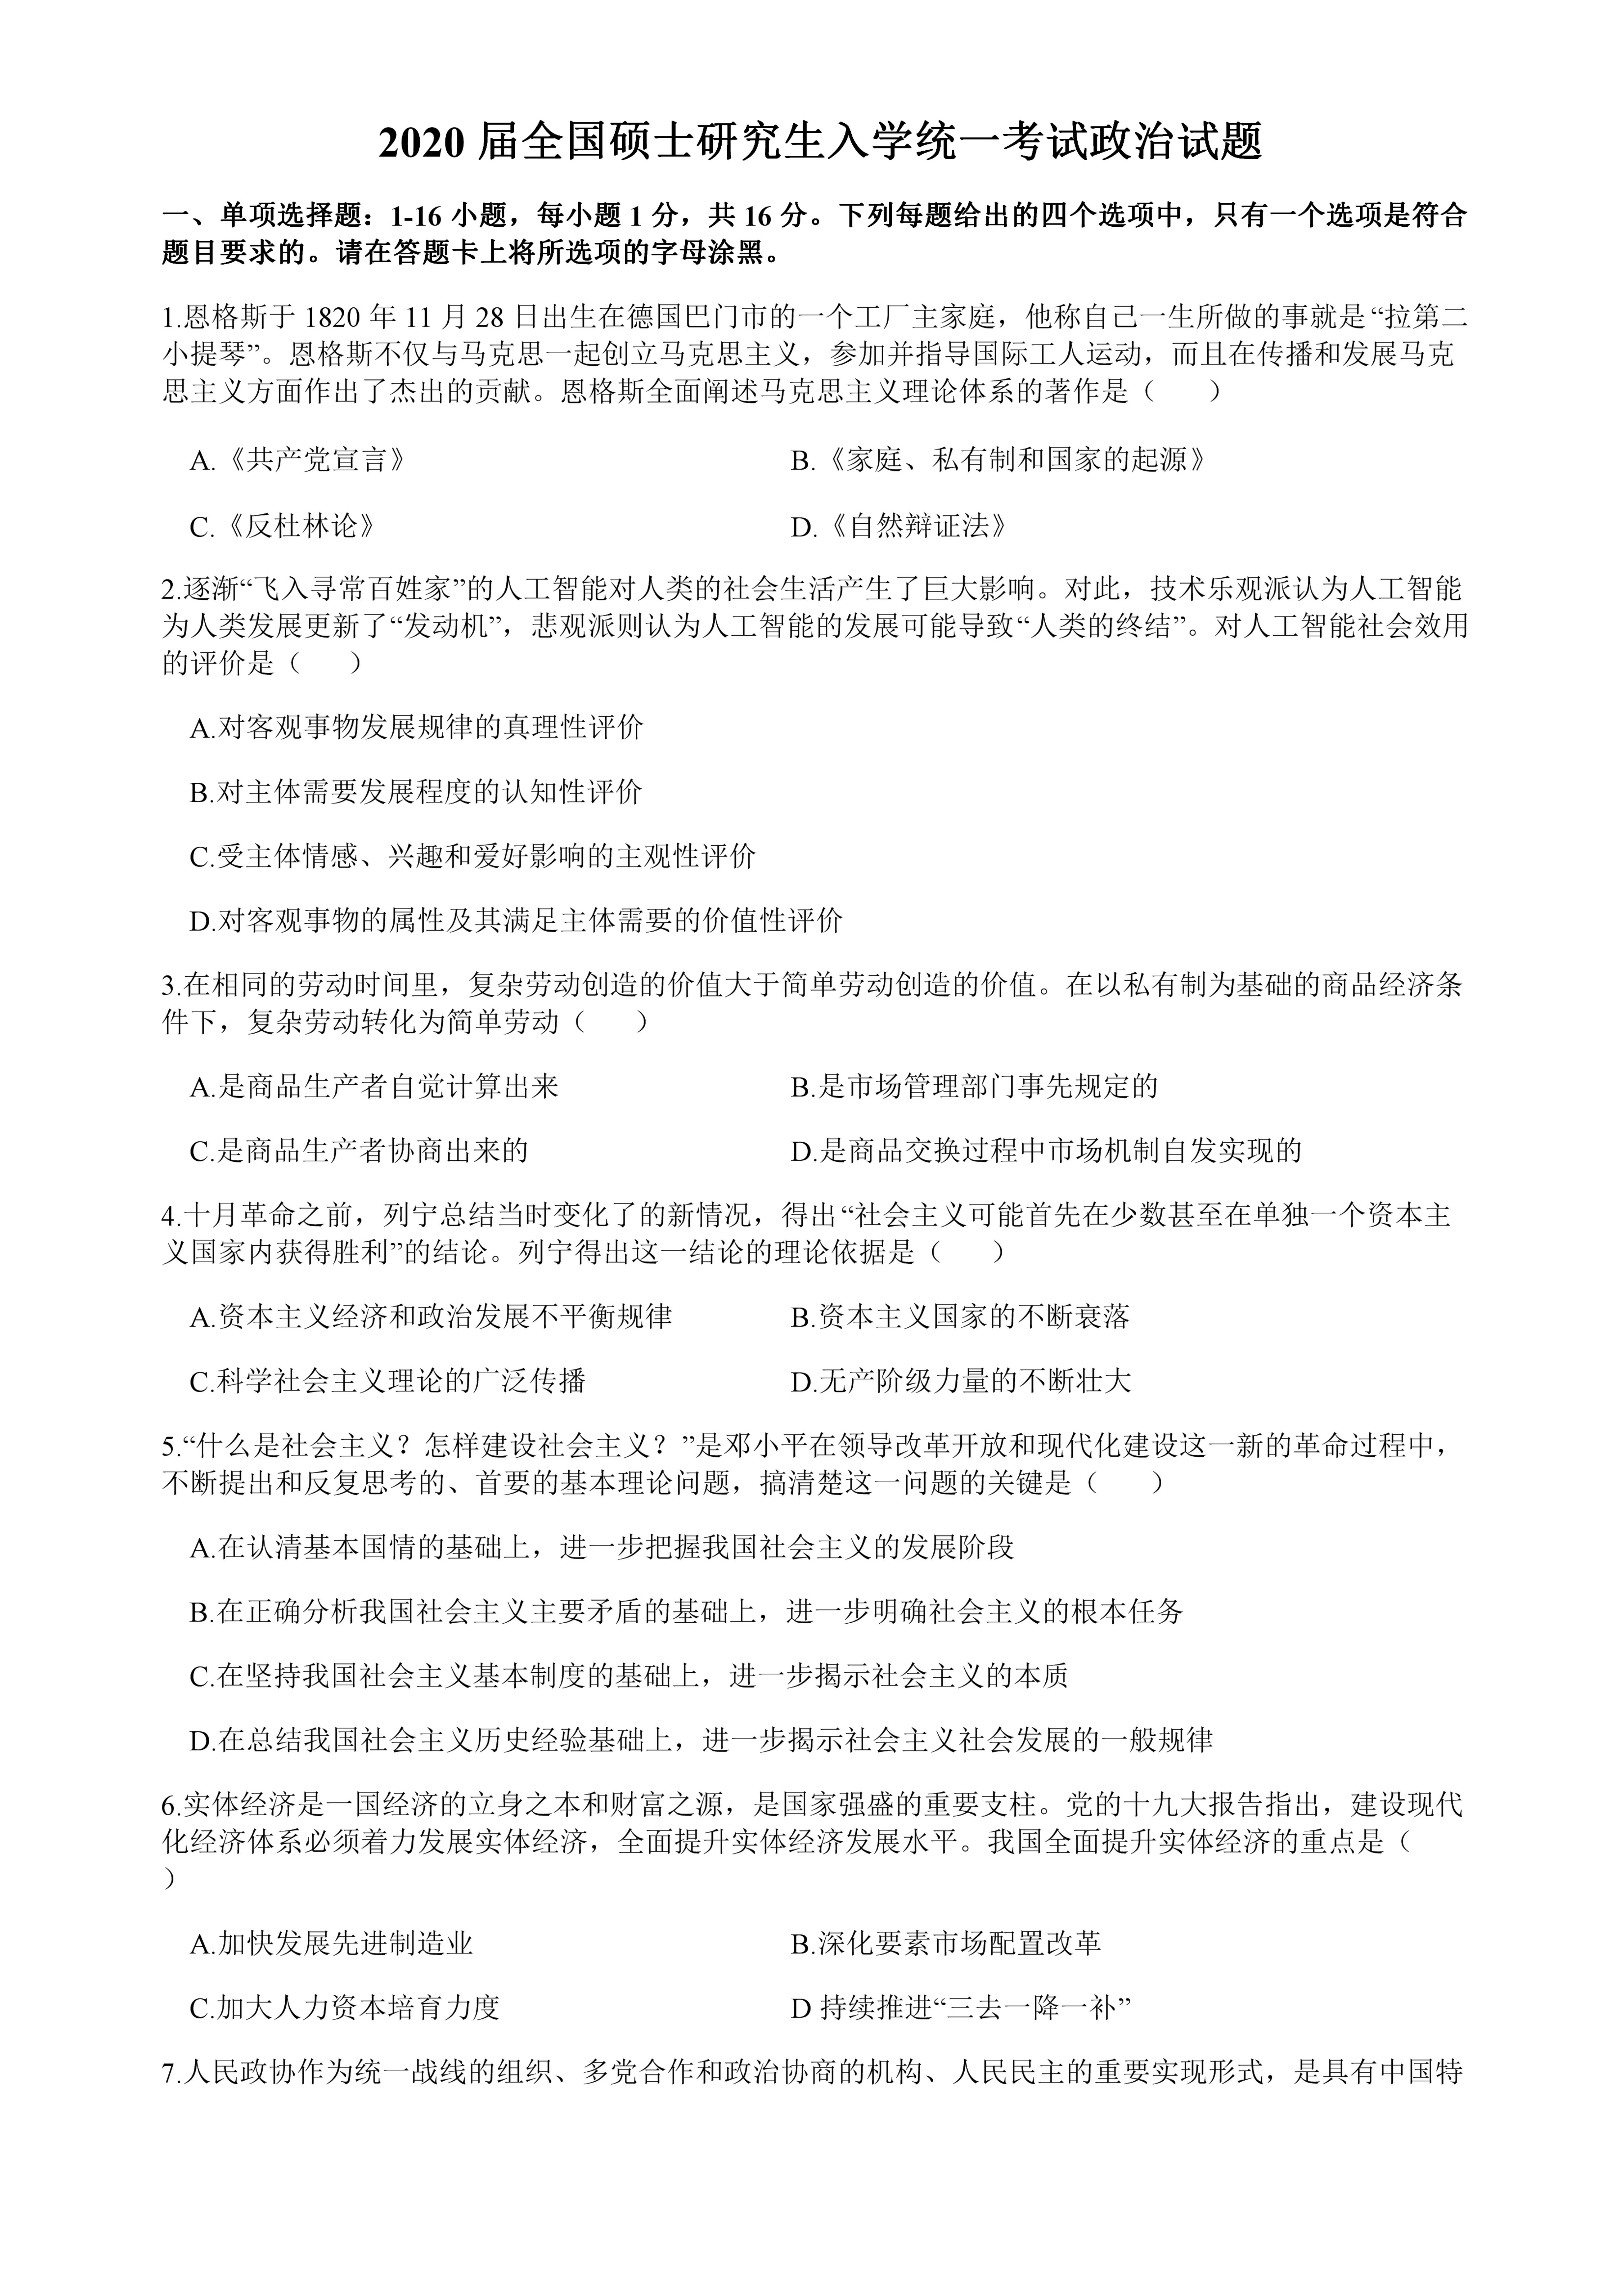 2020 届全国硕士研究生入学统一考试政治试题
一、单项选择题：1-16 小题，每小题 1 分，共 16 分。下列每题给出的四个选项中，只有一个选项是符合
题目要求的。请在答题卡上将所选项的字母涂黑。
1.恩格斯于 1820 年 11 月 28 日出生在德国巴门市的一个工厂主家庭，他称自己一生所做的事就是“拉第二
小提琴”。恩格斯不仅与马克思一起创立马克思主义，参加并指导国际工人运动，而且在传播和发展马克
思主义方面作出了杰出的贡献。恩格斯全面阐述马克思主义理论体系的著作是（　　）
A.《共产党宣言》　　B.《家庭、私有制和国家的起源》
C.《反杜林论》　　D.《自然辩证法》
2.逐渐“飞入寻常百姓家”的人工智能对人类的社会生活产生了巨大影响。对此，技术乐观派认为人工智能
为人类发展更新了“发动机”，悲观派则认为人工智能的发展可能导致“人类的终结”。对人工智能社会效用
的评价是（　　）
A.对客观事物发展规律的真理性评价
B.对主体需要发展程度的认知性评价
C.受主体情感、兴趣和爱好影响的主观性评价
D.对客观事物的属性及其满足主体需要的价值性评价
3.在相同的劳动时间里，复杂劳动创造的价值大于简单劳动创造的价值。在以私有制为基础的商品经济条
件下，复杂劳动转化为简单劳动（　　）
A.是商品生产者自觉计算出来　　B.是市场管理部门事先规定的
C.是商品生产者协商出来的　　D.是商品交换过程中市场机制自发实现的
4.十月革命之前，列宁总结当时变化了的新情况，得出“社会主义可能首先在少数甚至在单独一个资本主
义国家内获得胜利”的结论。列宁得出这一结论的理论依据是（　　）
A.资本主义经济和政治发展不平衡规律　　B.资本主义国家的不断衰落
C.科学社会主义理论的广泛传播　　D.无产阶级力量的不断壮大
5.“什么是社会主义？怎样建设社会主义？”是邓小平在领导改革开放和现代化建设这一新的革命过程中，
不断提出和反复思考的、首要的基本理论问题，搞清楚这一问题的关键是（　　）
A.在认清基本国情的基础上，进一步把握我国社会主义的发展阶段
B.在正确分析我国社会主义主要矛盾的基础上，进一步明确社会主义的根本任务
C.在坚持我国社会主义基本制度的基础上，进一步揭示社会主义的本质
D.在总结我国社会主义历史经验基础上，进一步揭示社会主义社会发展的一般规律
6.实体经济是一国经济的立身之本和财富之源，是国家强盛的重要支柱。党的十九大报告指出，建设现代
化经济体系必须着力发展实体经济，全面提升实体经济发展水平。我国全面提升实体经济的重点是（
）
A.加快发展先进制造业　　B.深化要素市场配置改革
C.加大人力资本培育力度　　D 持续推进“三去一降一补”
7.人民政协作为统一战线的组织、多党合作和政治协商的机构、人民民主的重要实现形式，是具有中国特